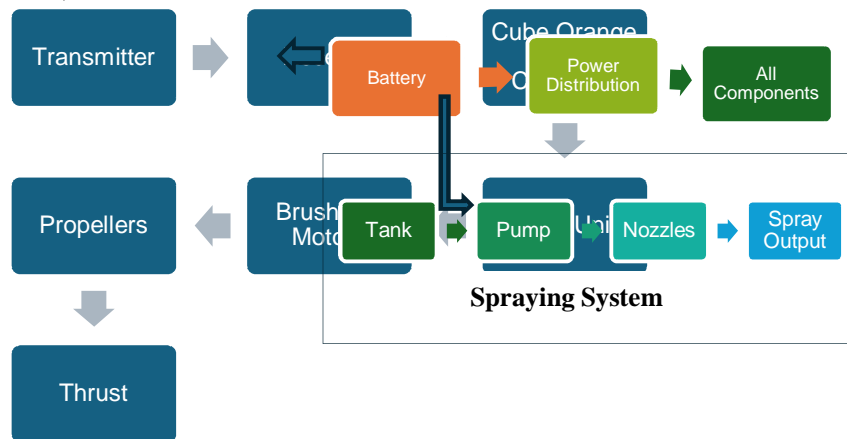 Transmitter
Cube Orange
Battery
Power
Distribution
All
Components
Propellers
Tank
Pump
Nozzles
Spray
Output
Spraying System
Thrust